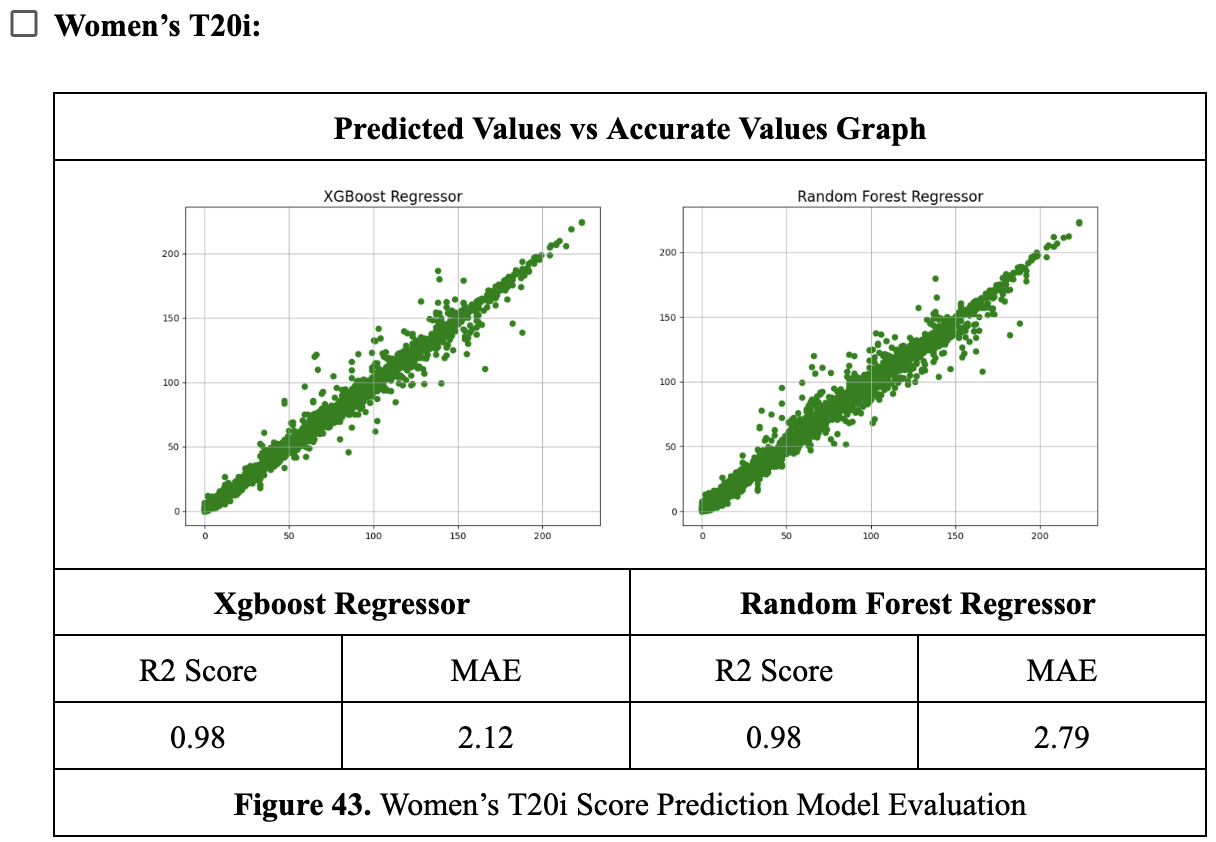 Women’s T20i:
Predicted Values vs Accurate Values Graph
XGBoost Regressor
200
150
100
50
0
0 50 100 150 200
Random Forest Regressor
200
150
100
50
0
0 50 100 150 200
Xgboost Regressor Random Forest Regressor
R2 Score MAE R2 Score MAE
0.98 2.12 0.98 2.79
Figure 43. Women’s T20i Score Prediction Model Evaluation